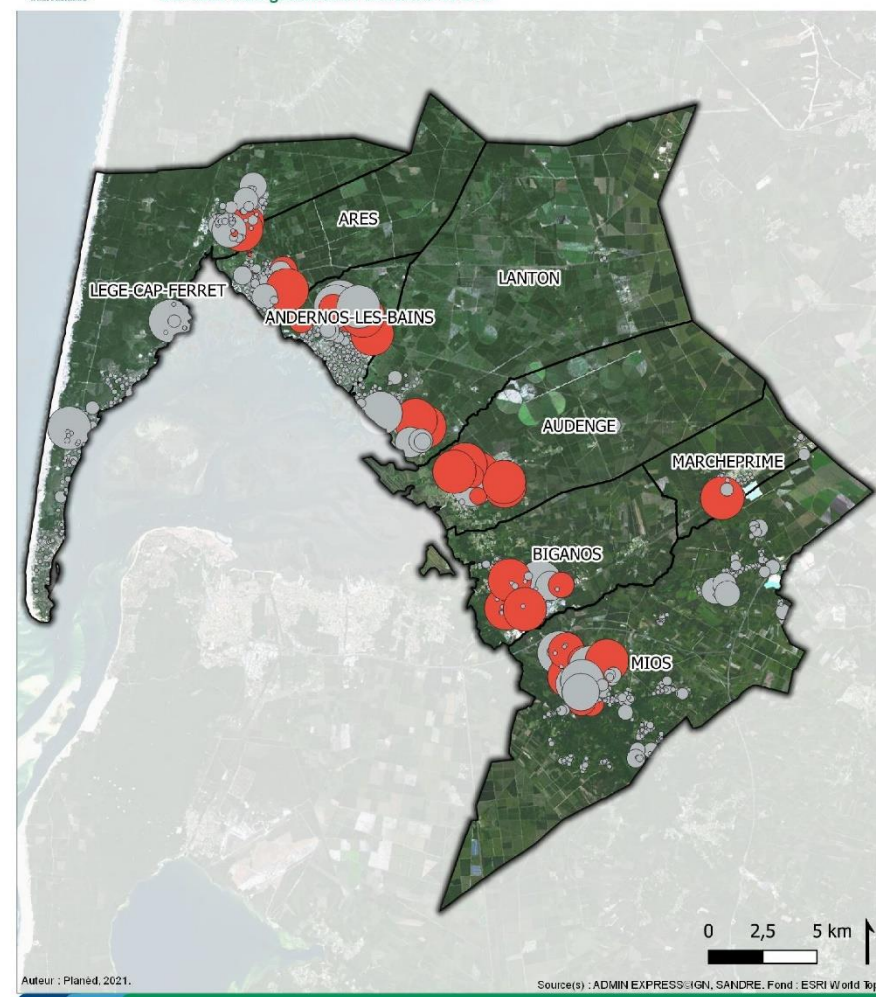 ARES
LANTON
LEGE-CAP-FERRET
ANDERNOS-LES-BAINS
AUDENGE
MARCHEPRIME
BIGANOS
MIOS
0 2,5 5 km
Auteur : Planèd, 2021.
Source(s) : ADMIN EXPRESS©IGN, SANDRE. Fond : ESRI World Top